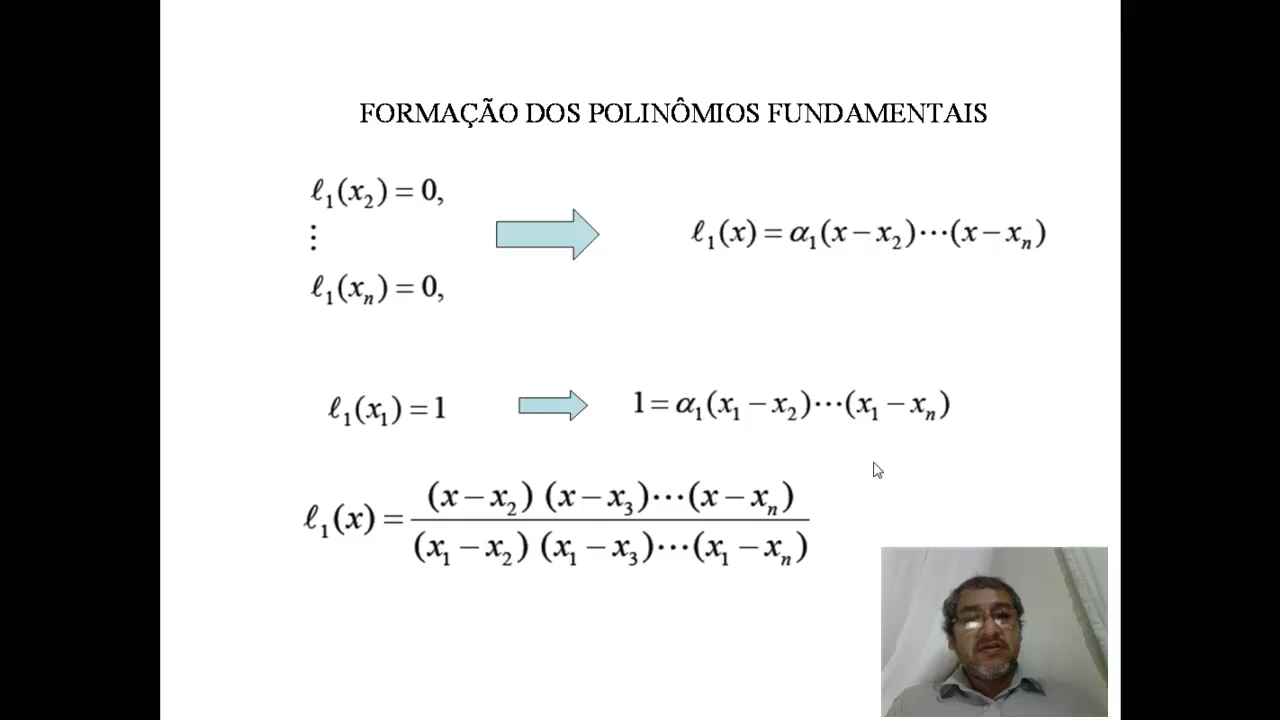 FORMAÇÃO DOS POLINÔMIOS FUNDAMENTAIS
ℓ₁(x₂) = 0,
⋮
ℓ₁(xₙ) = 0,
ℓ₁(x) = α₁(x − x₂)⋯(x − xₙ)
ℓ₁(x₁) = 1
1 = α₁(x₁ − x₂)⋯(x₁ − xₙ)
ℓ₁(x) = (x − x₂) (x − x₃)⋯(x − xₙ)
(x₁ − x₂) (x₁ − x₃)⋯(x₁ − xₙ)